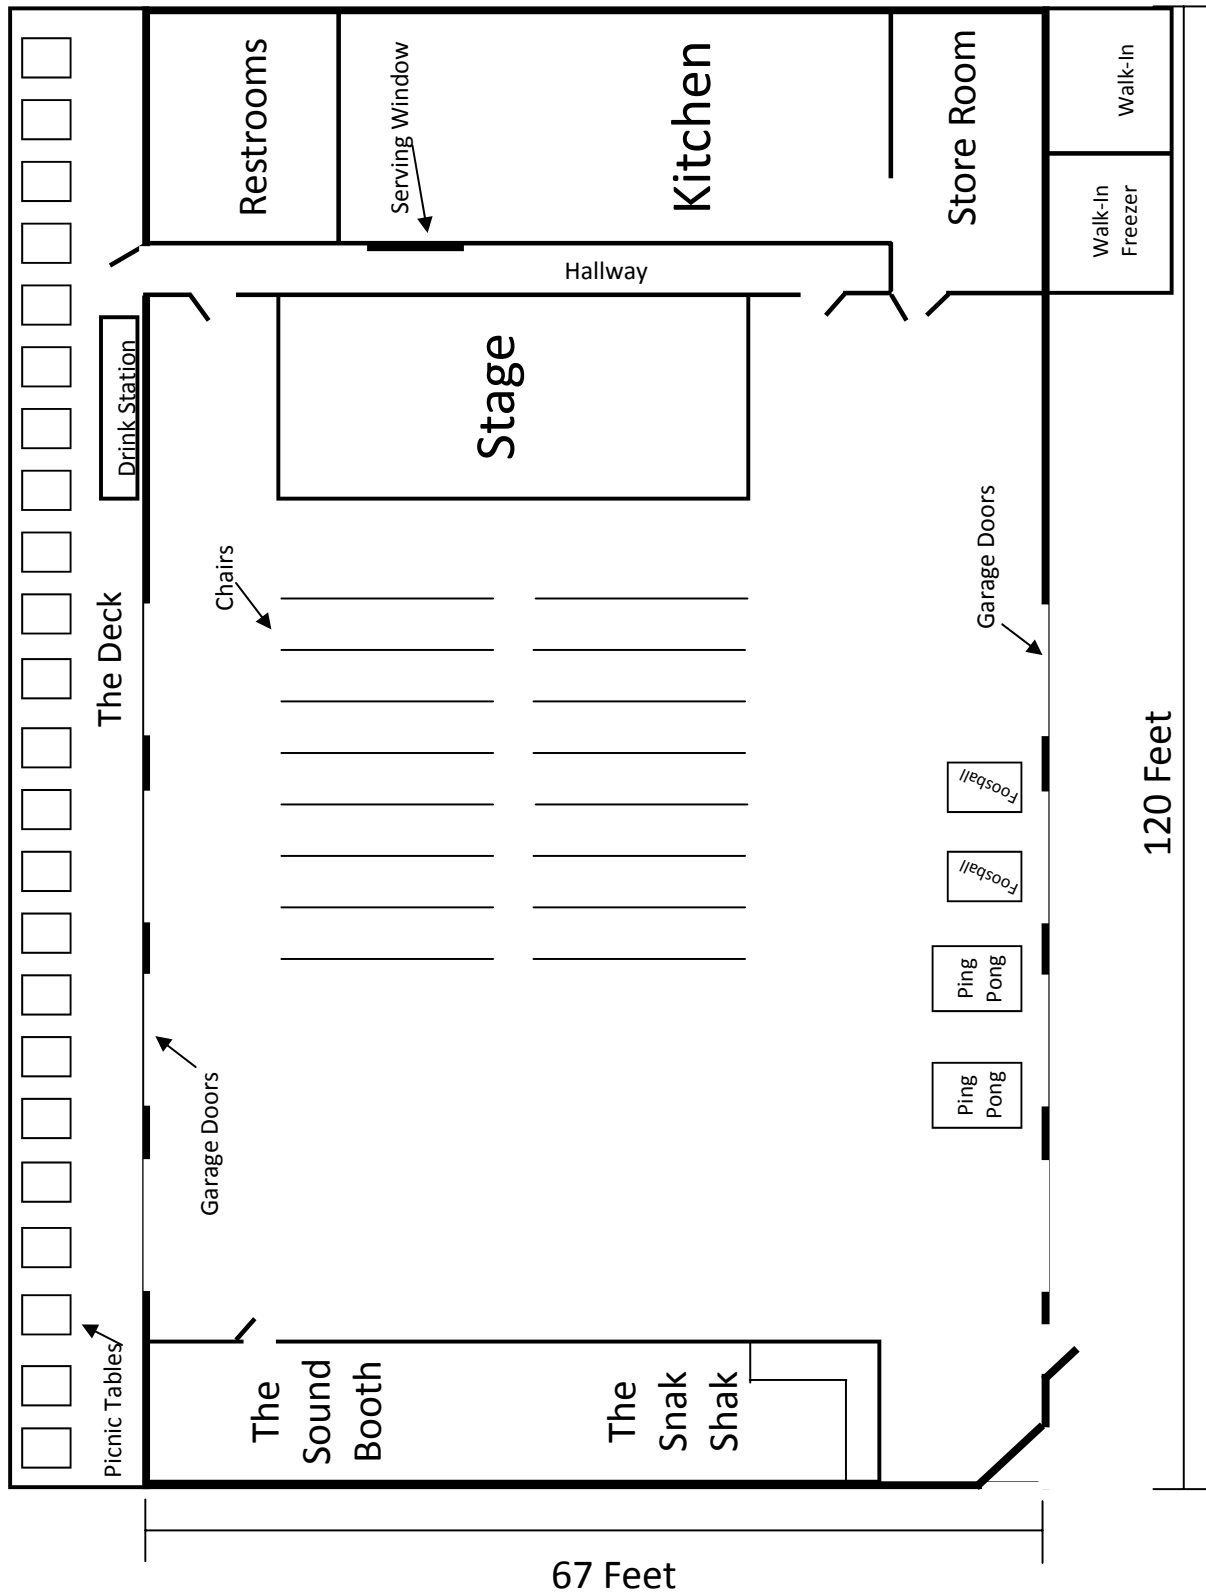 Restrooms
Serving Window
Kitchen
Store Room
Walk-In
Walk-In
Freezer
Hallway
Drink Station
Stage
Chairs
The Deck
Garage Doors
120 Feet
Foosball
Foosball
Ping
Pong
Ping
Pong
Garage Doors
Picnic Tables
The
Sound
Booth
The
Snak
Shak
67 Feet